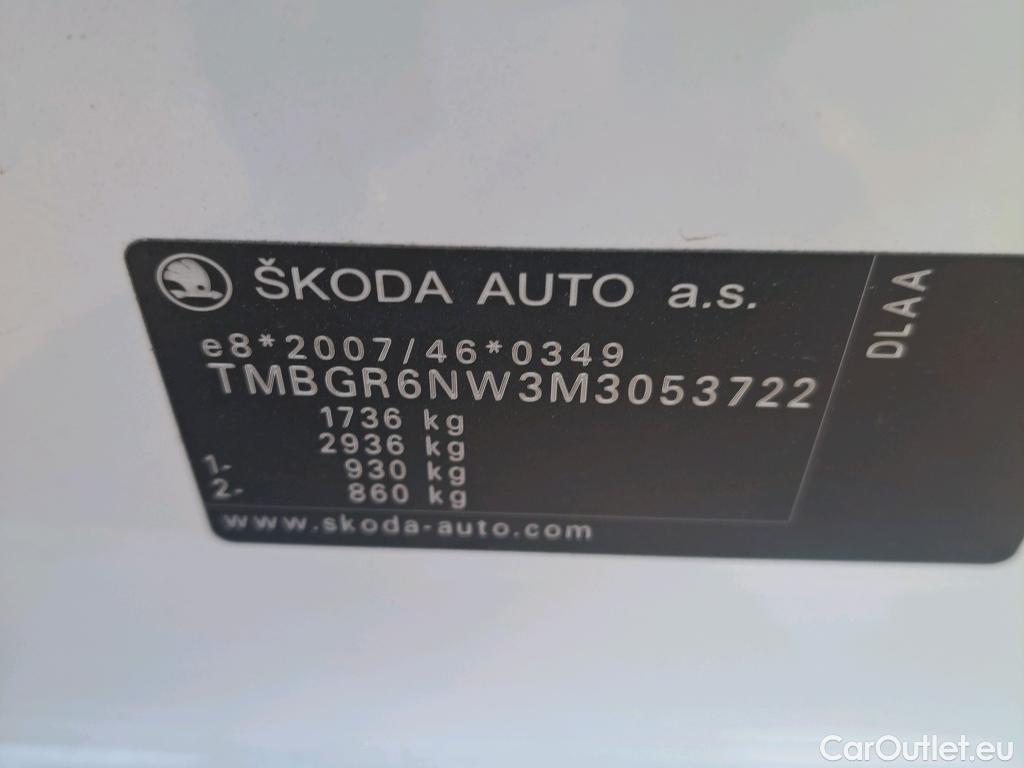 ŠKODA AUTO a.s.
e8*2007/46*0349
TMBGR6NW3M3053722
1736 kg
2936 kg
1- 930 kg
2- 860 kg
www.skoda-auto.com
DLAA
CarOutlet.eu